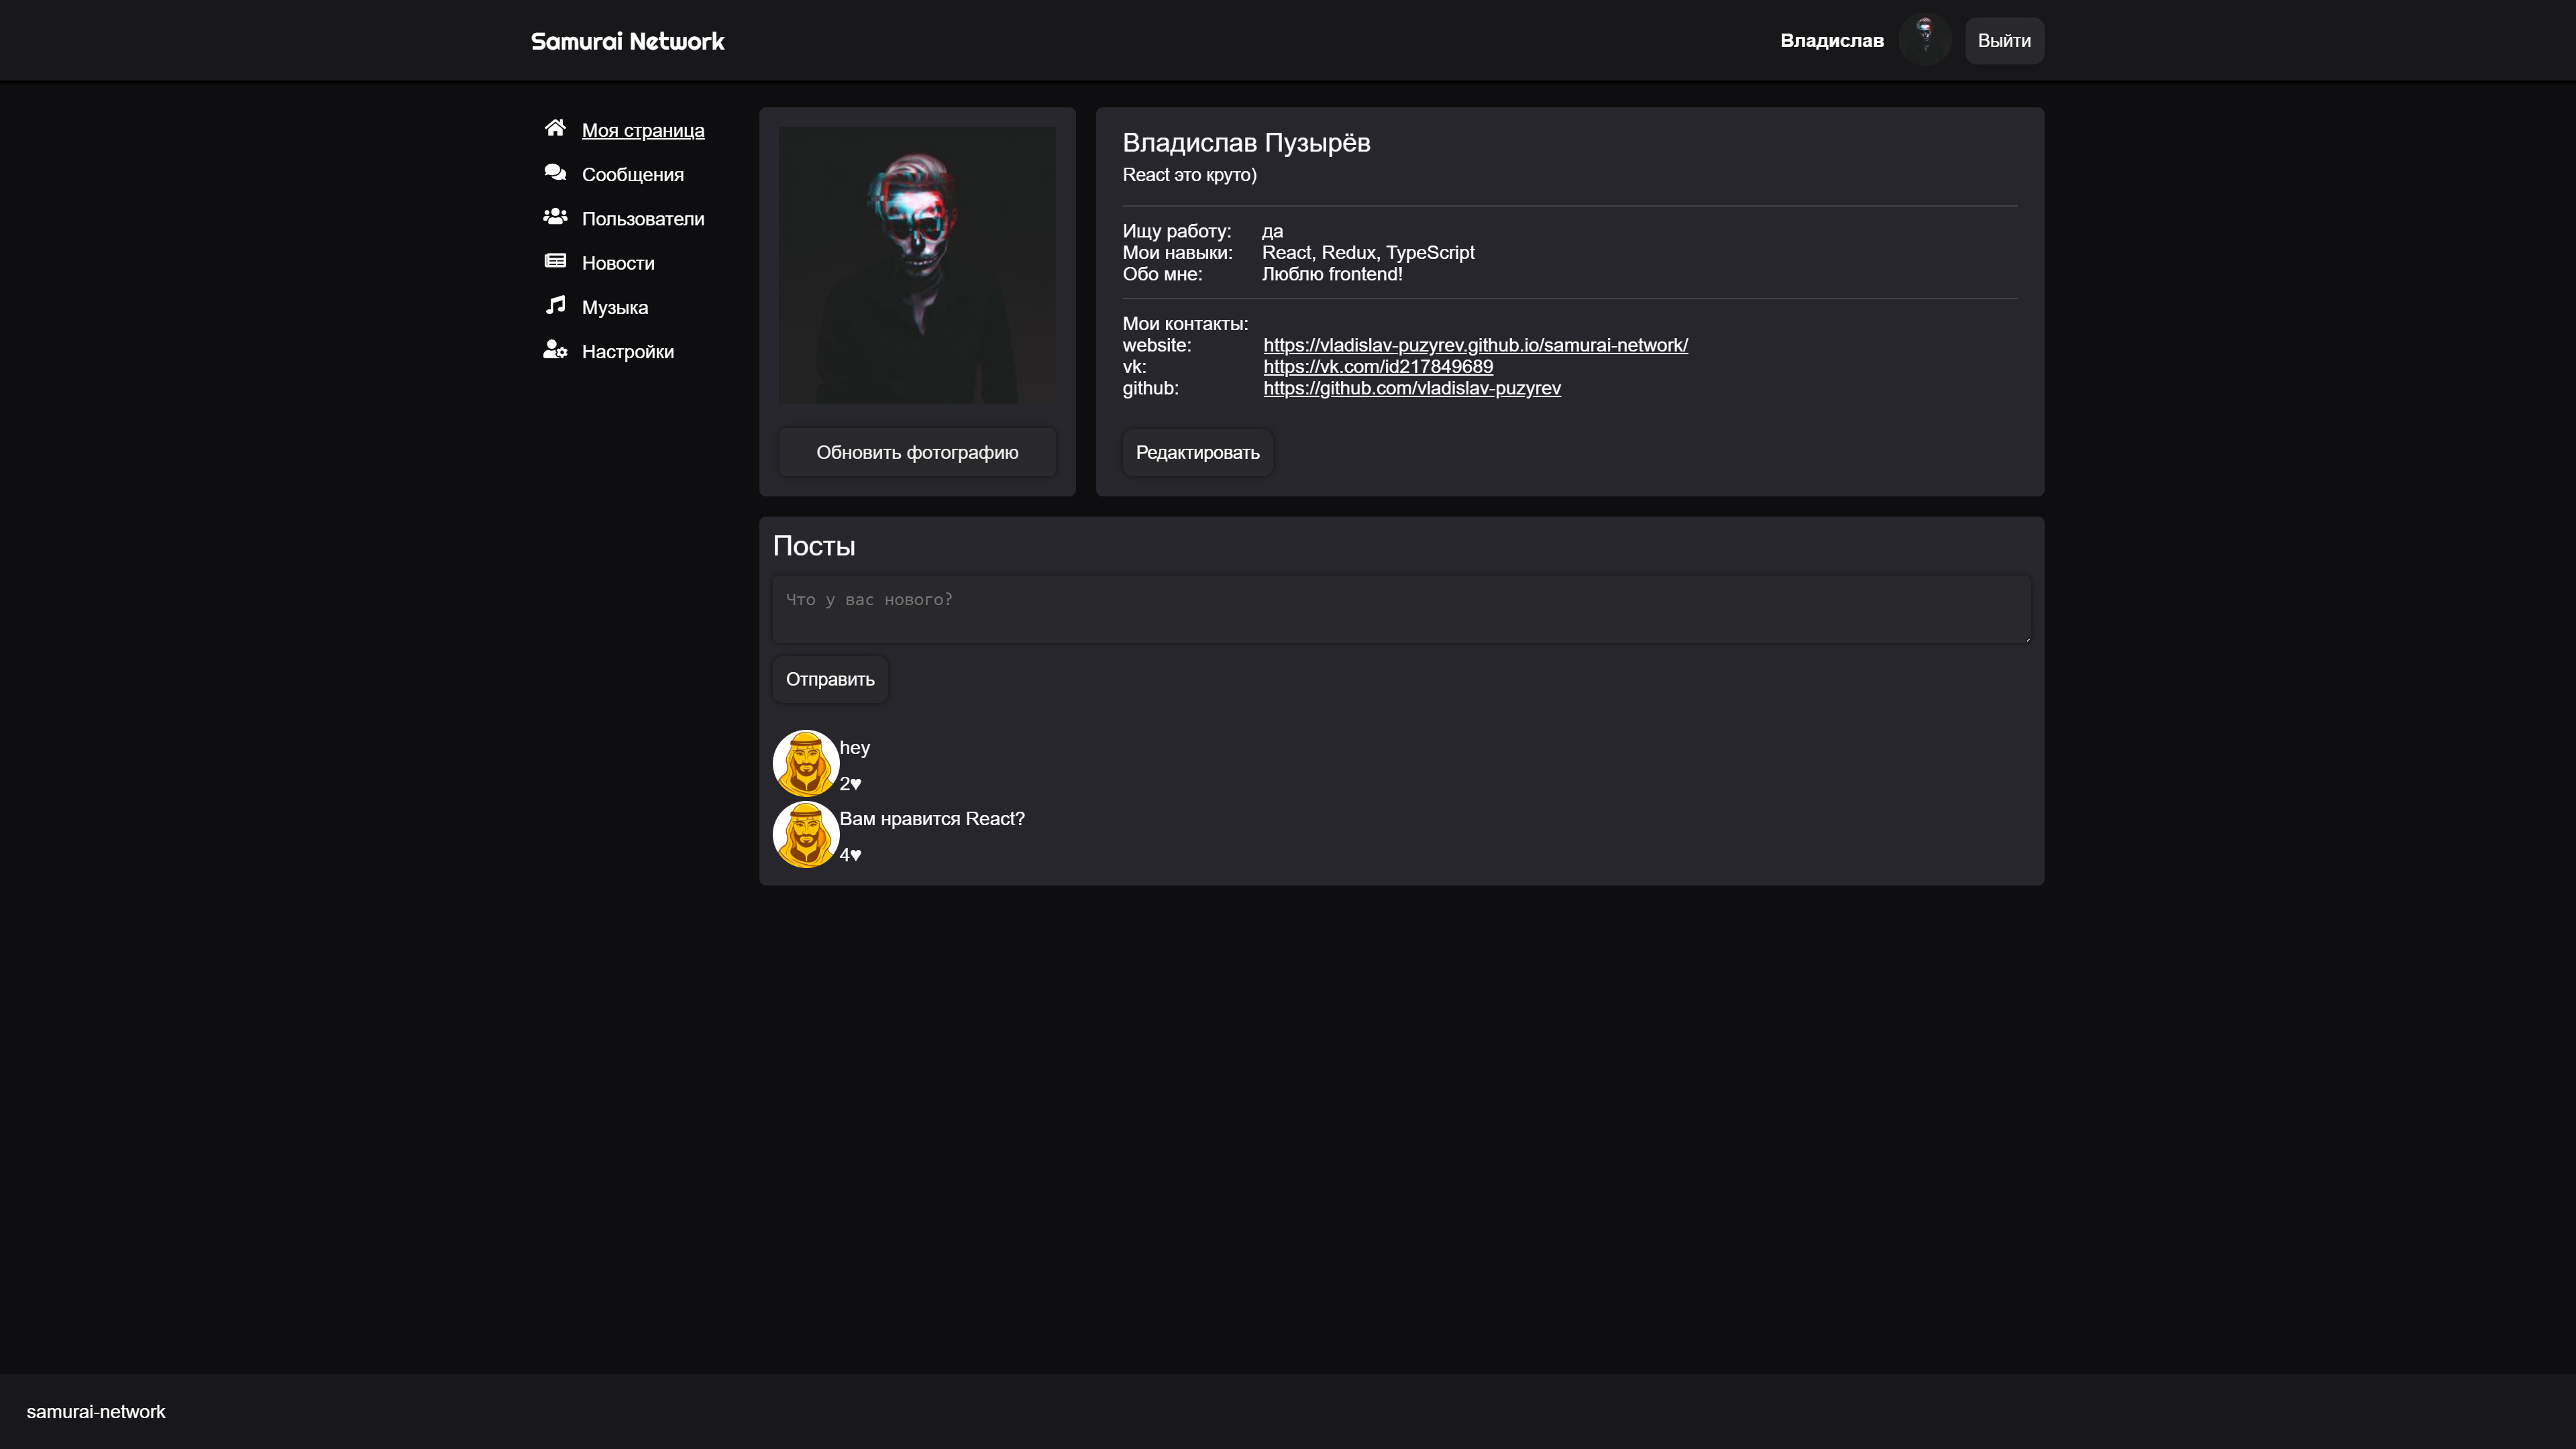 Samurai Network
Владислав
Выйти
Моя страница
Сообщения
Пользователи
Новости
Музыка
Настройки
Обновить фотографию
Владислав Пузырёв
React это круто)
Ищу работу: да
Мои навыки: React, Redux, TypeScript
Обо мне: Люблю frontend!
Мои контакты:
website: https://vladislav-puzyrev.github.io/samurai-network/
vk: https://vk.com/id217849689
github: https://github.com/vladislav-puzyrev
Редактировать
Посты
Что у вас нового?
Отправить
hey
2♥
Вам нравится React?
4♥
samurai-network